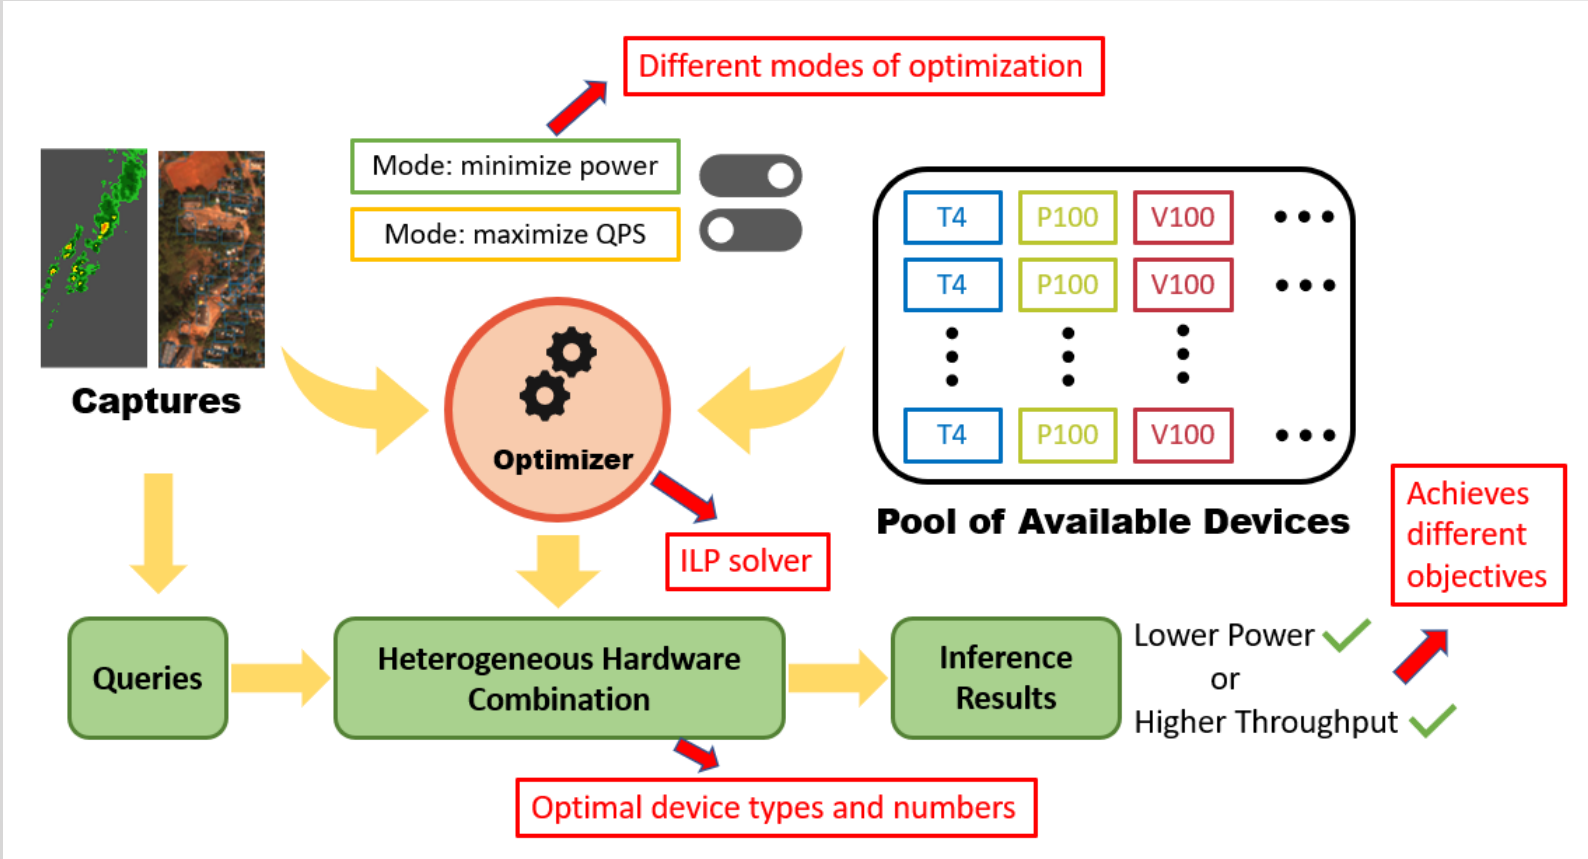 Different modes of optimization
Mode: minimize power
Mode: maximize QPS
T4 P100 V100 •••
T4 P100 V100 •••
T4 P100 V100 •••
Captures
Optimizer
Pool of Available Devices
ILP solver
Achieves
different
objectives
Queries
Heterogeneous Hardware
Combination
Inference
Results
Lower Power
or
Higher Throughput
Optimal device types and numbers